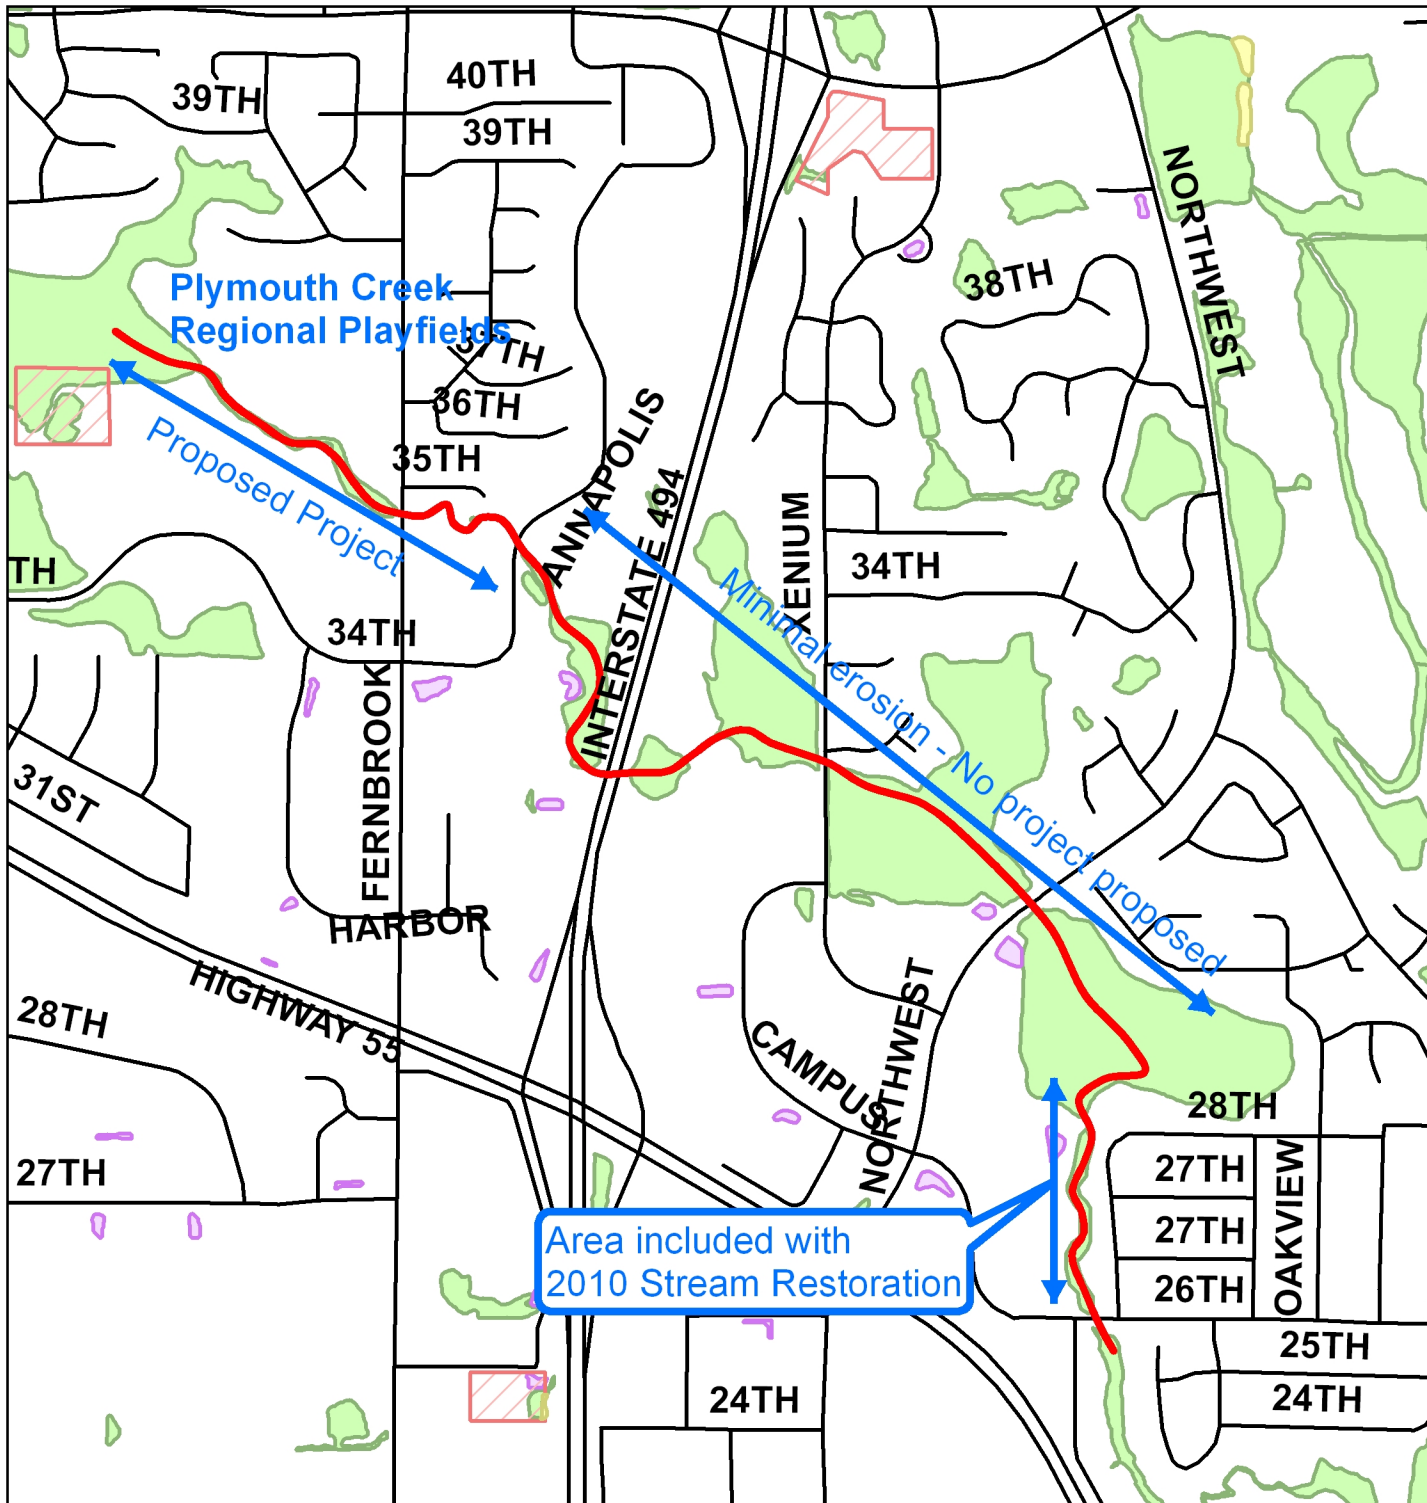 40TH
39TH
39TH
NORTHWEST
38TH
Plymouth Creek
Regional Playfields
37TH
36TH
35TH
ANNAPOLIS
INTERSTATE 494
Proposed Project
XENIUM
34TH
TH
Minimal erosion - No project proposed
34TH
FERNBROOK
31ST
HARBOR
HIGHWAY 55
28TH
CAMPUS
NORTHWEST
28TH
27TH
27TH
OAKVIEW
27TH
Area included with
2010 Stream Restoration
26TH
25TH
24TH
24TH